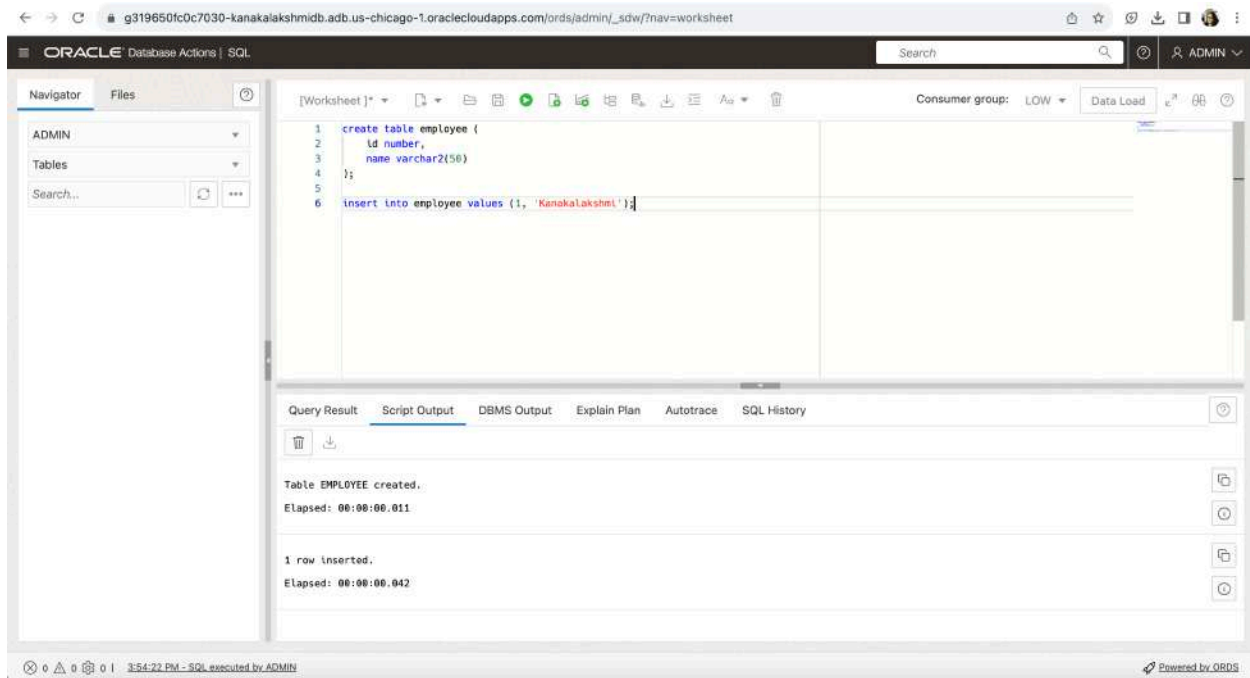 g319650fc0c7030-kanakalakshmidb.adb.us-chicago-1.oraclecloudapps.com/ords/admin/_sdw/?nav=worksheet
ORACLE Database Actions | SQL
Search
ADMIN
Navigator
Files
[Worksheet ]*
Aa
Consumer group:
LOW
Data Load
ADMIN
Tables
Search...
1 create table employee (
2 id number,
3 name varchar2(50)
4 );
5
6 insert into employee values (1, 'Kanakalakshmi');
Query Result
Script Output
DBMS Output
Explain Plan
Autotrace
SQL History
Table EMPLOYEE created.
Elapsed: 00:00:00.011
1 row inserted.
Elapsed: 00:00:00.042
0 0 0 | 3:54:22 PM - SQL executed by ADMIN
Powered by ORDS